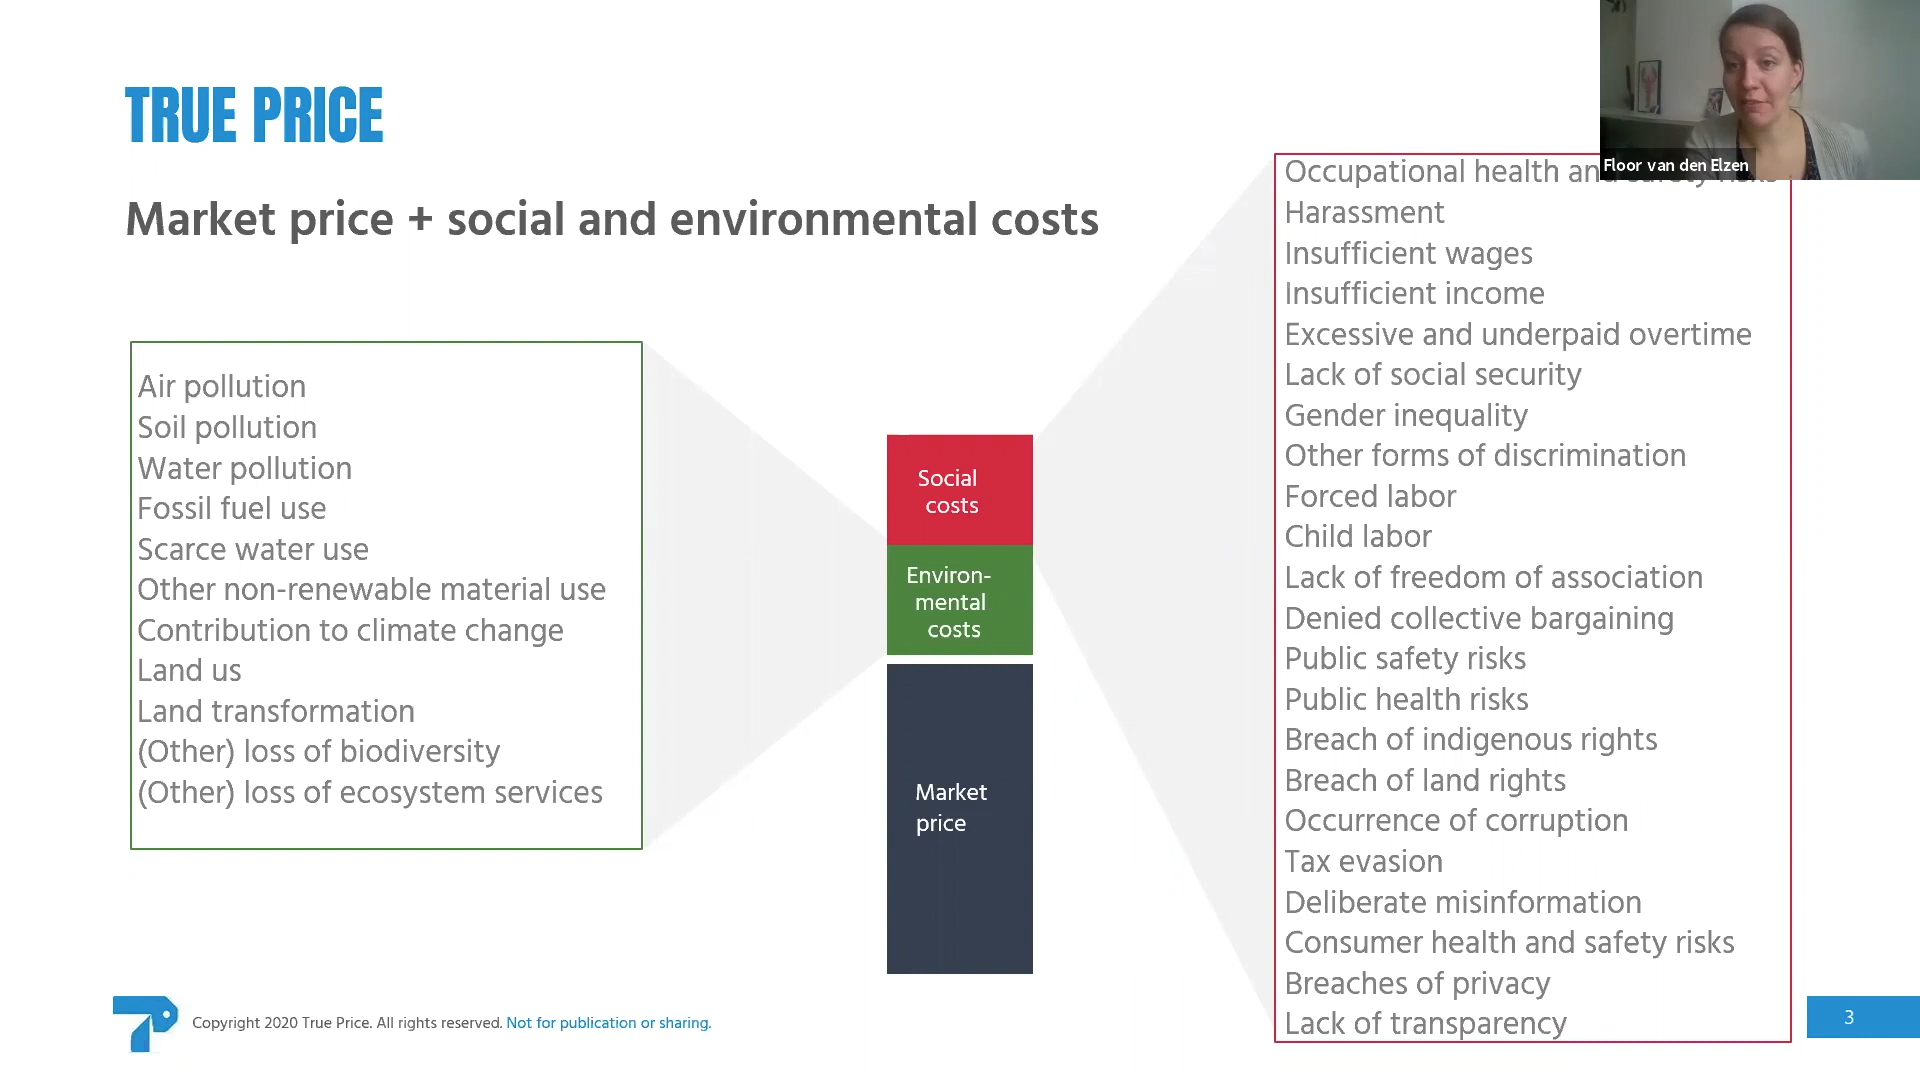 TRUE PRICE
Market price + social and environmental costs
Air pollution
Soil pollution
Water pollution
Fossil fuel use
Scarce water use
Other non-renewable material use
Contribution to climate change
Land us
Land transformation
(Other) loss of biodiversity
(Other) loss of ecosystem services
Social
costs
Environ-
mental
costs
Market
price
Floor van den Elzen
Occupational health
Harassment
Insufficient wages
Insufficient income
Excessive and underpaid overtime
Lack of social security
Gender inequality
Other forms of discrimination
Forced labor
Child labor
Lack of freedom of association
Denied collective bargaining
Public safety risks
Public health risks
Breach of indigenous rights
Breach of land rights
Occurrence of corruption
Tax evasion
Deliberate misinformation
Consumer health and safety risks
Breaches of privacy
Lack of transparency
Copyright 2020 True Price. All rights reserved. Not for publication or sharing.
3